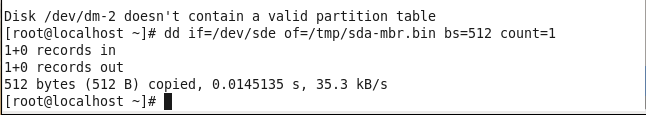 Disk /dev/dm-2 doesn't contain a valid partition table
[root@localhost ~]# dd if=/dev/sde of=/tmp/sda-mbr.bin bs=512 count=1
1+0 records in
1+0 records out
512 bytes (512 B) copied, 0.0145135 s, 35.3 kB/s
[root@localhost ~]#